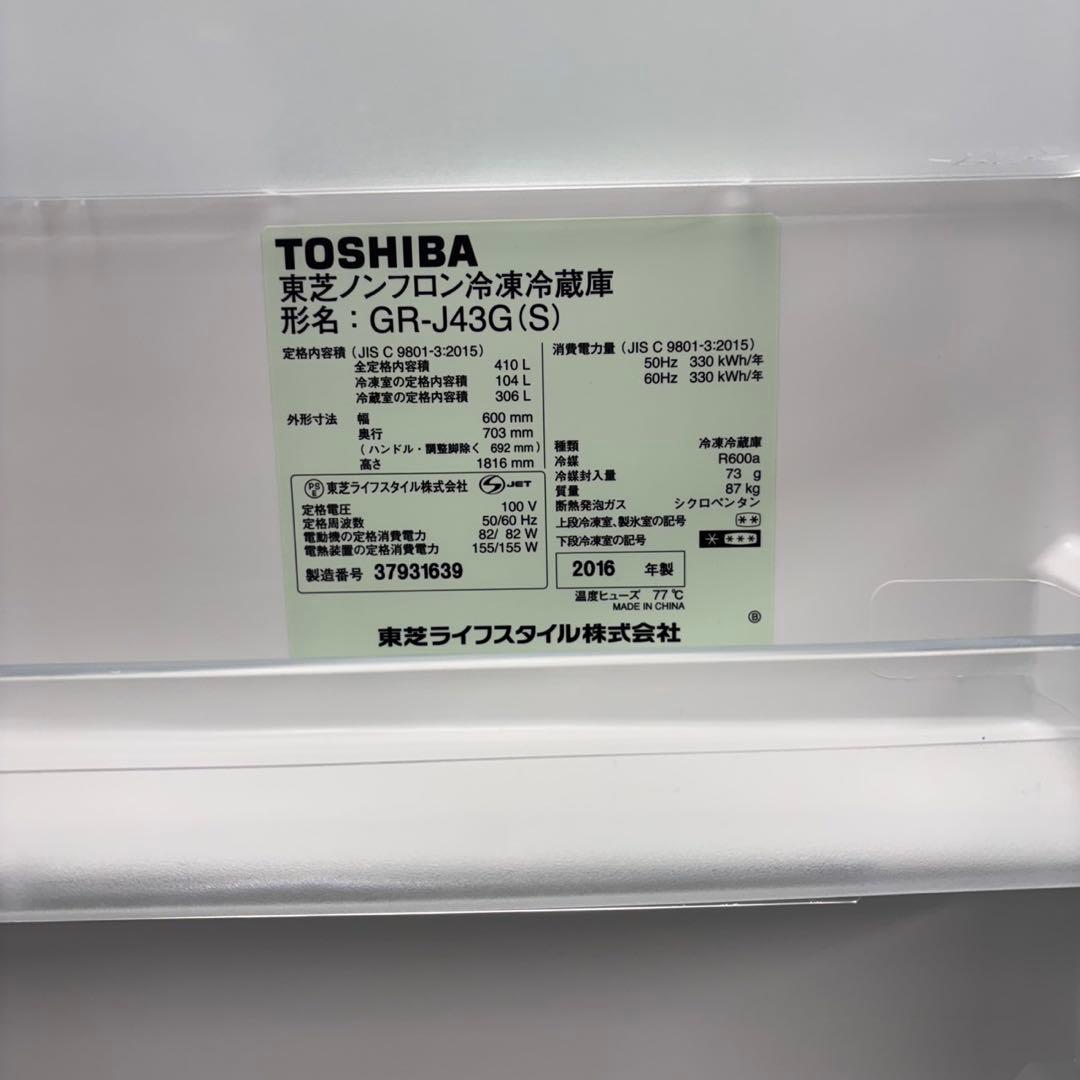 TOSHIBA
東芝ノンフロン冷凍冷蔵庫
形名：GR-J43G(S)
定格内容積（JIS C 9801-3:2015）
全定格内容積 410 L
冷凍室の定格内容積 104 L
冷蔵室の定格内容積 306 L
外形寸法 幅 600 mm
奥行 703 mm
（ハンドル・調整脚除く 692 mm）
高さ 1816 mm
PS
E
東芝ライフスタイル株式会社 S JET
定格電圧 100 V
定格周波数 50/60 Hz
電動機の定格消費電力 82/ 82 W
電熱装置の定格消費電力 155/155 W
製造番号 37931639
消費電力量（JIS C 9801-3:2015）
50Hz 330 kWh/年
60Hz 330 kWh/年
種類 冷凍冷蔵庫
冷媒 R600a
冷媒封入量 73 g
質量 87 kg
断熱発泡ガス シクロペンタン
上段冷凍室、製氷室の記号 **
下段冷凍室の記号 * ***
2016 年製
温度ヒューズ 77 ℃
MADE IN CHINA
Ⓑ
東芝ライフスタイル株式会社